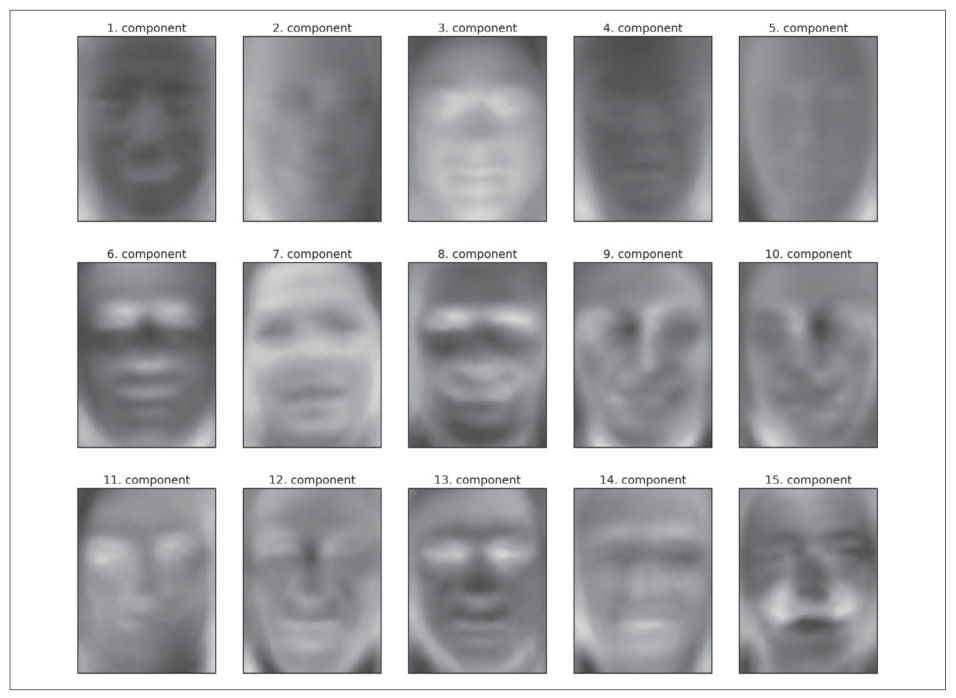 1. component
2. component
3. component
4. component
5. component
6. component
7. component
8. component
9. component
10. component
11. component
12. component
13. component
14. component
15. component